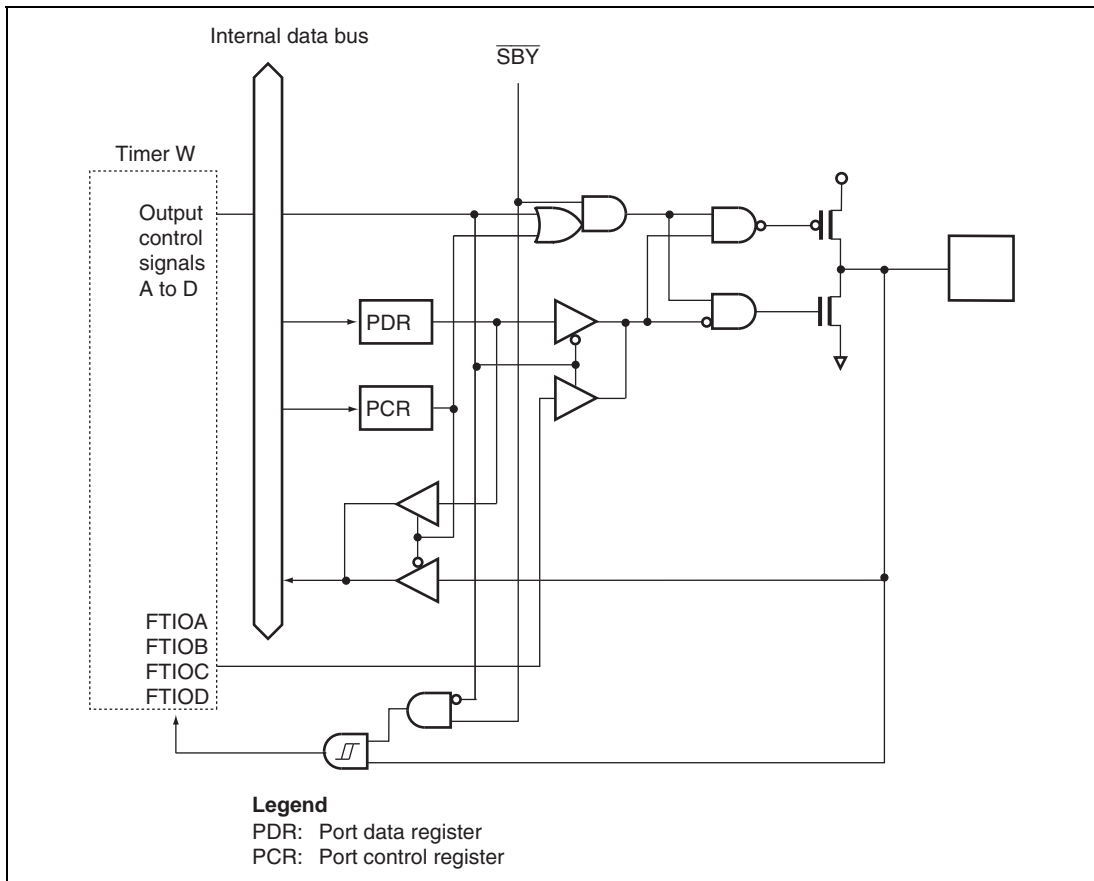 Internal data bus
SBY
Timer W
Output
control
signals
A to D
PDR
PCR
FTIOA
FTIOB
FTIOC
FTIOD
Legend
PDR: Port data register
PCR: Port control register